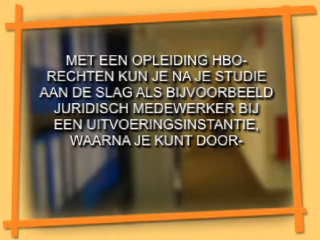 MET EEN OPLEIDING HBO-
RECHTEN KUN JE NA JE STUDIE
AAN DE SLAG ALS BIJVOORBEELD
JURIDISCH MEDEWERKER BIJ
EEN UITVOERINGSINSTANTIE,
WAARNA JE KUNT DOOR-